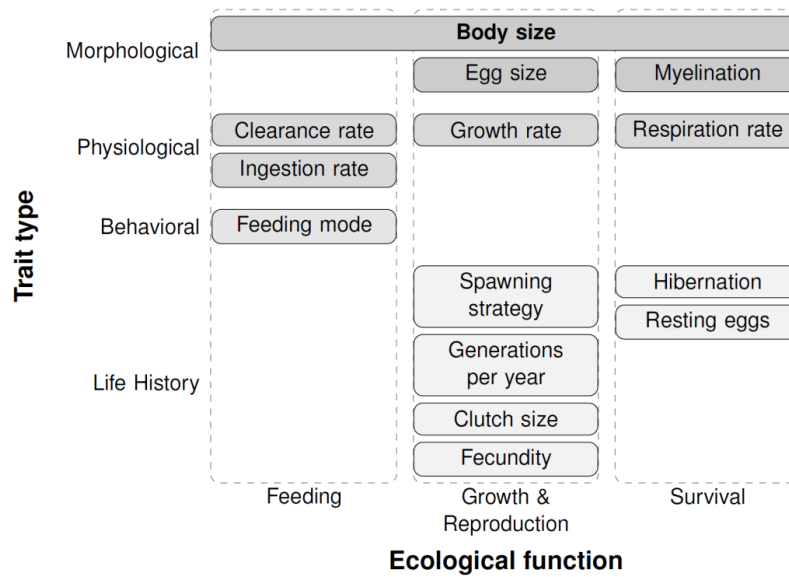 Body size
Morphological
Egg size
Myelination
Clearance rate
Growth rate
Respiration rate
Physiological
Ingestion rate
Behavioral
Feeding mode
Trait type
Spawning
strategy
Hibernation
Resting eggs
Generations
per year
Life History
Clutch size
Fecundity
Feeding
Growth &
Reproduction
Survival
Ecological function